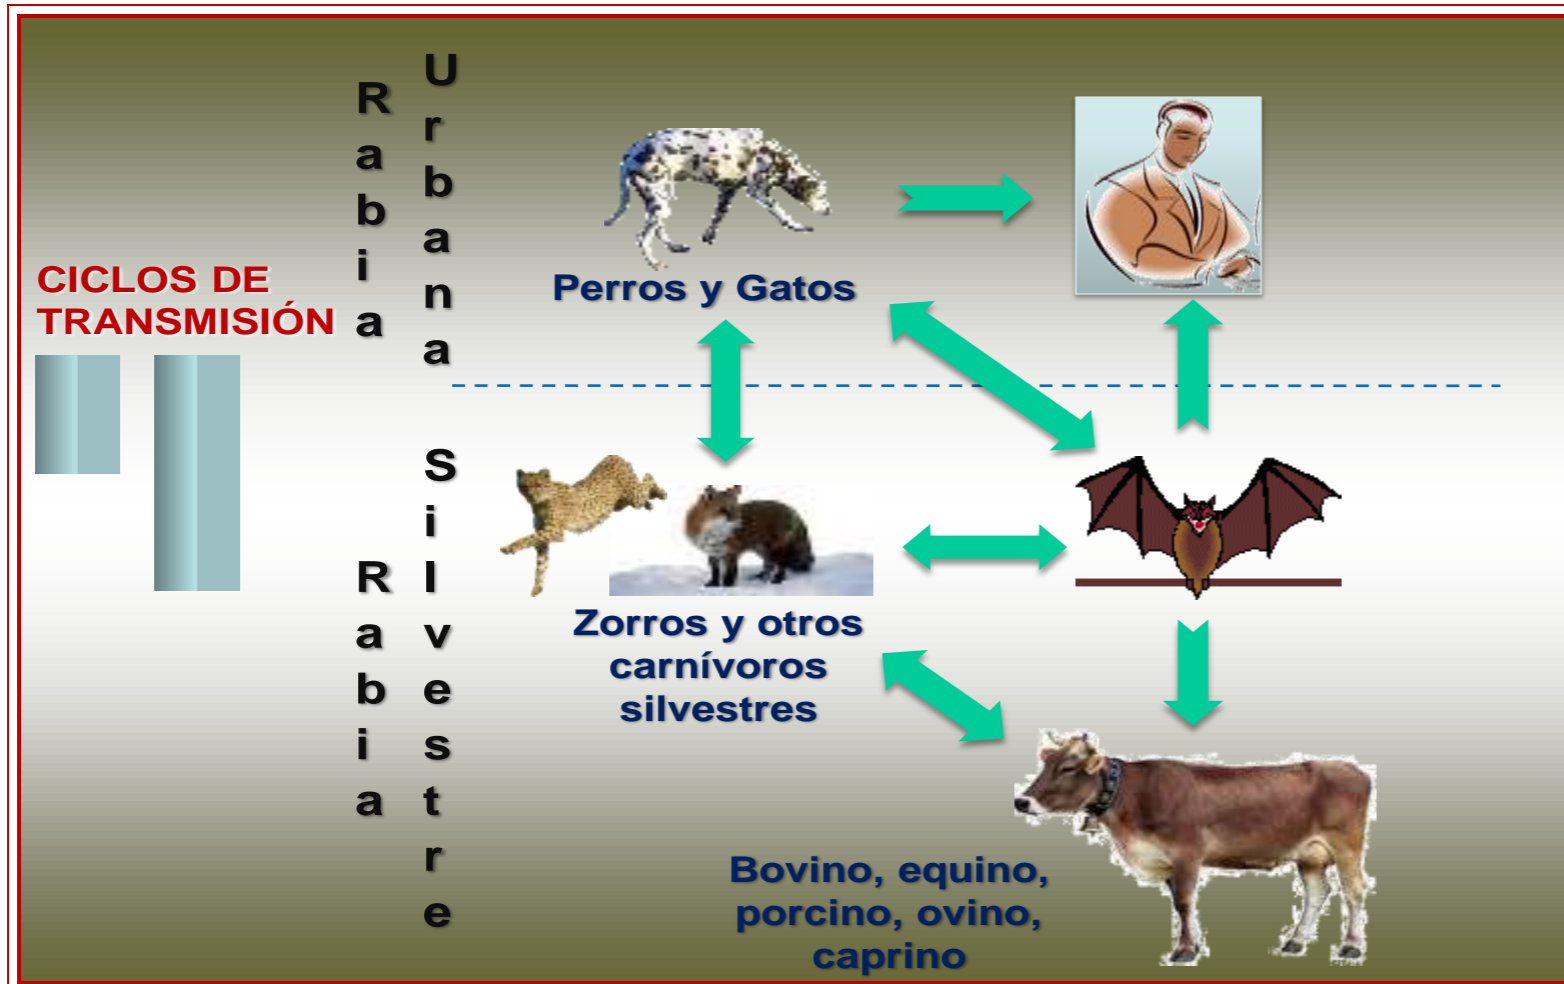 Rabia
Urbana
CICLOS DE
TRANSMISIÓN
Perros y Gatos
Rabia
Silvestre
Zorros y otros
carnívoros
silvestres
Bovino, equino,
porcino, ovino,
caprino